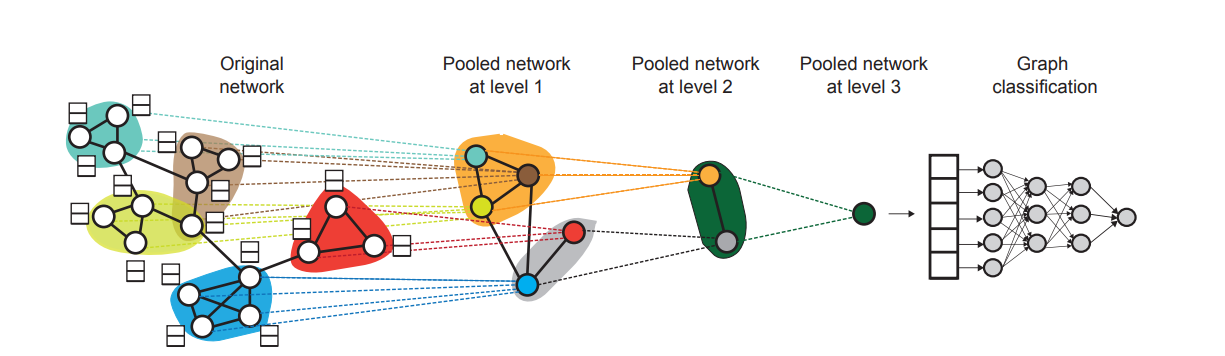 Original
network
Pooled network
at level 1
Pooled network
at level 2
Pooled network
at level 3
Graph
classification